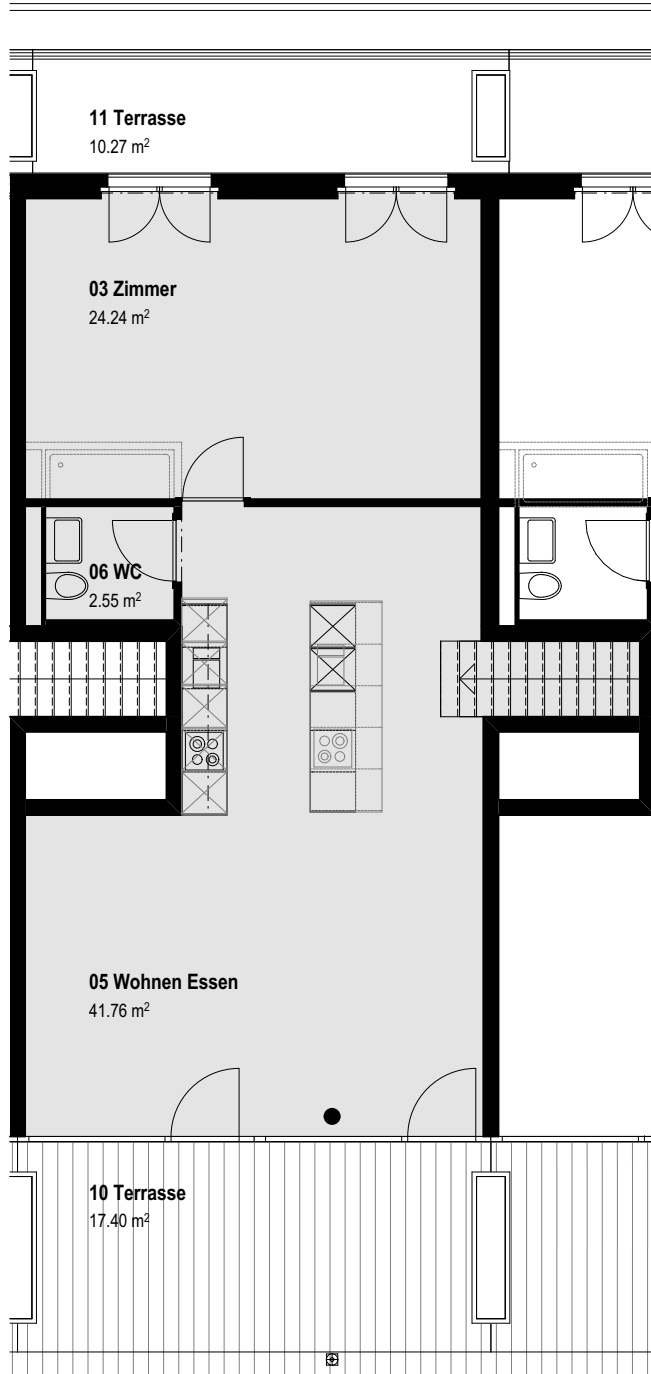 11 Terrasse
10.27 m²
03 Zimmer
24.24 m²
06 WC
2.55 m²
05 Wohnen Essen
41.76 m²
10 Terrasse
17.40 m²